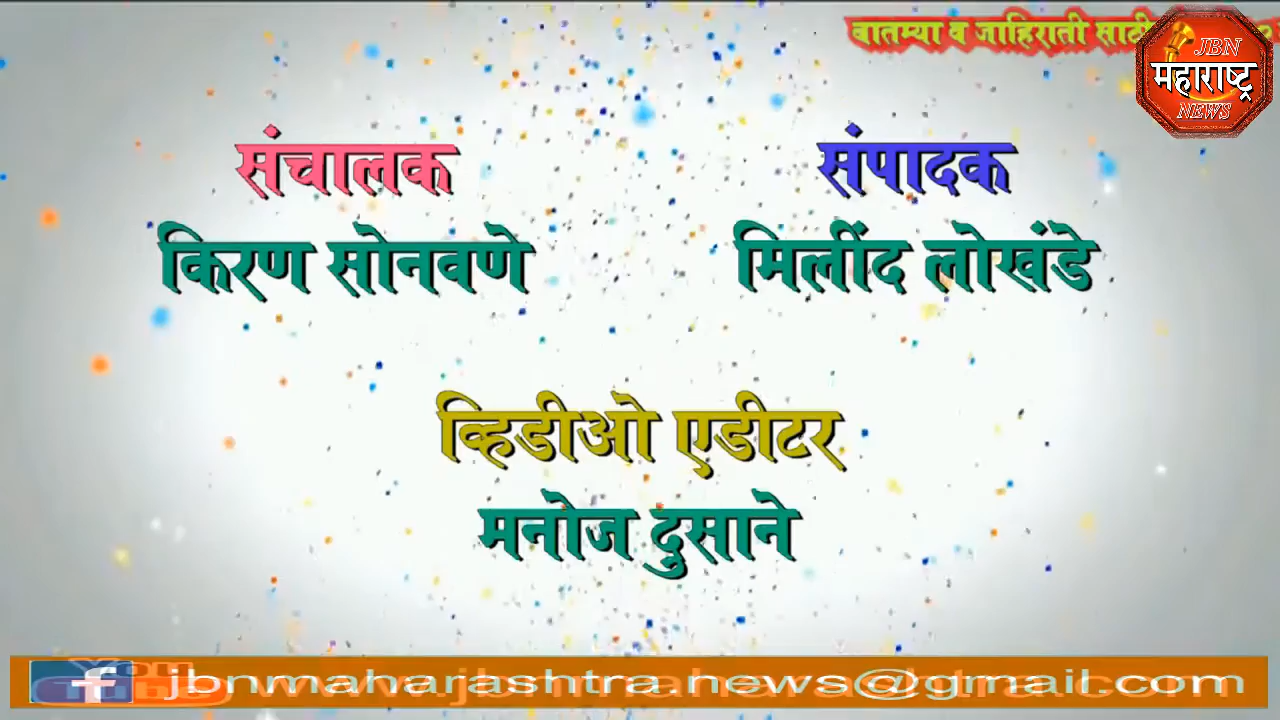 बातम्या व जाहिराती साठी
JBN
महाराष्ट्र
NEWS
संचालक
संपादक
किरण सोनवणे
मिलींद लोखंडे
व्हिडीओ एडीटर
मनोज दुसाने
jbnmaharashtra.news@gmail.com